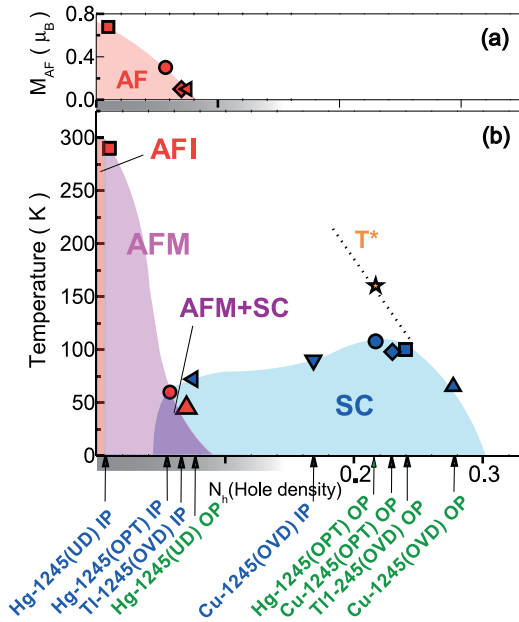 M_AF ( μ_B )
0.8
0.4
0.0
AF
(a)
(b)
Temperature ( K )
300
250
200
150
100
50
0
AFI
AFM
AFM+SC
T*
SC
0.2
0.3
N_h (Hole density)
Hg-1245(UD) IP
Hg-1245(OPT) IP
Tl-1245(OVD) IP
Hg-1245(UD) OP
Cu-1245(OVD) IP
Hg-1245(OPT) OP
Cu-1245(OPT) OP
Tl1-245(OVD) OP
Cu-1245(OVD) OP